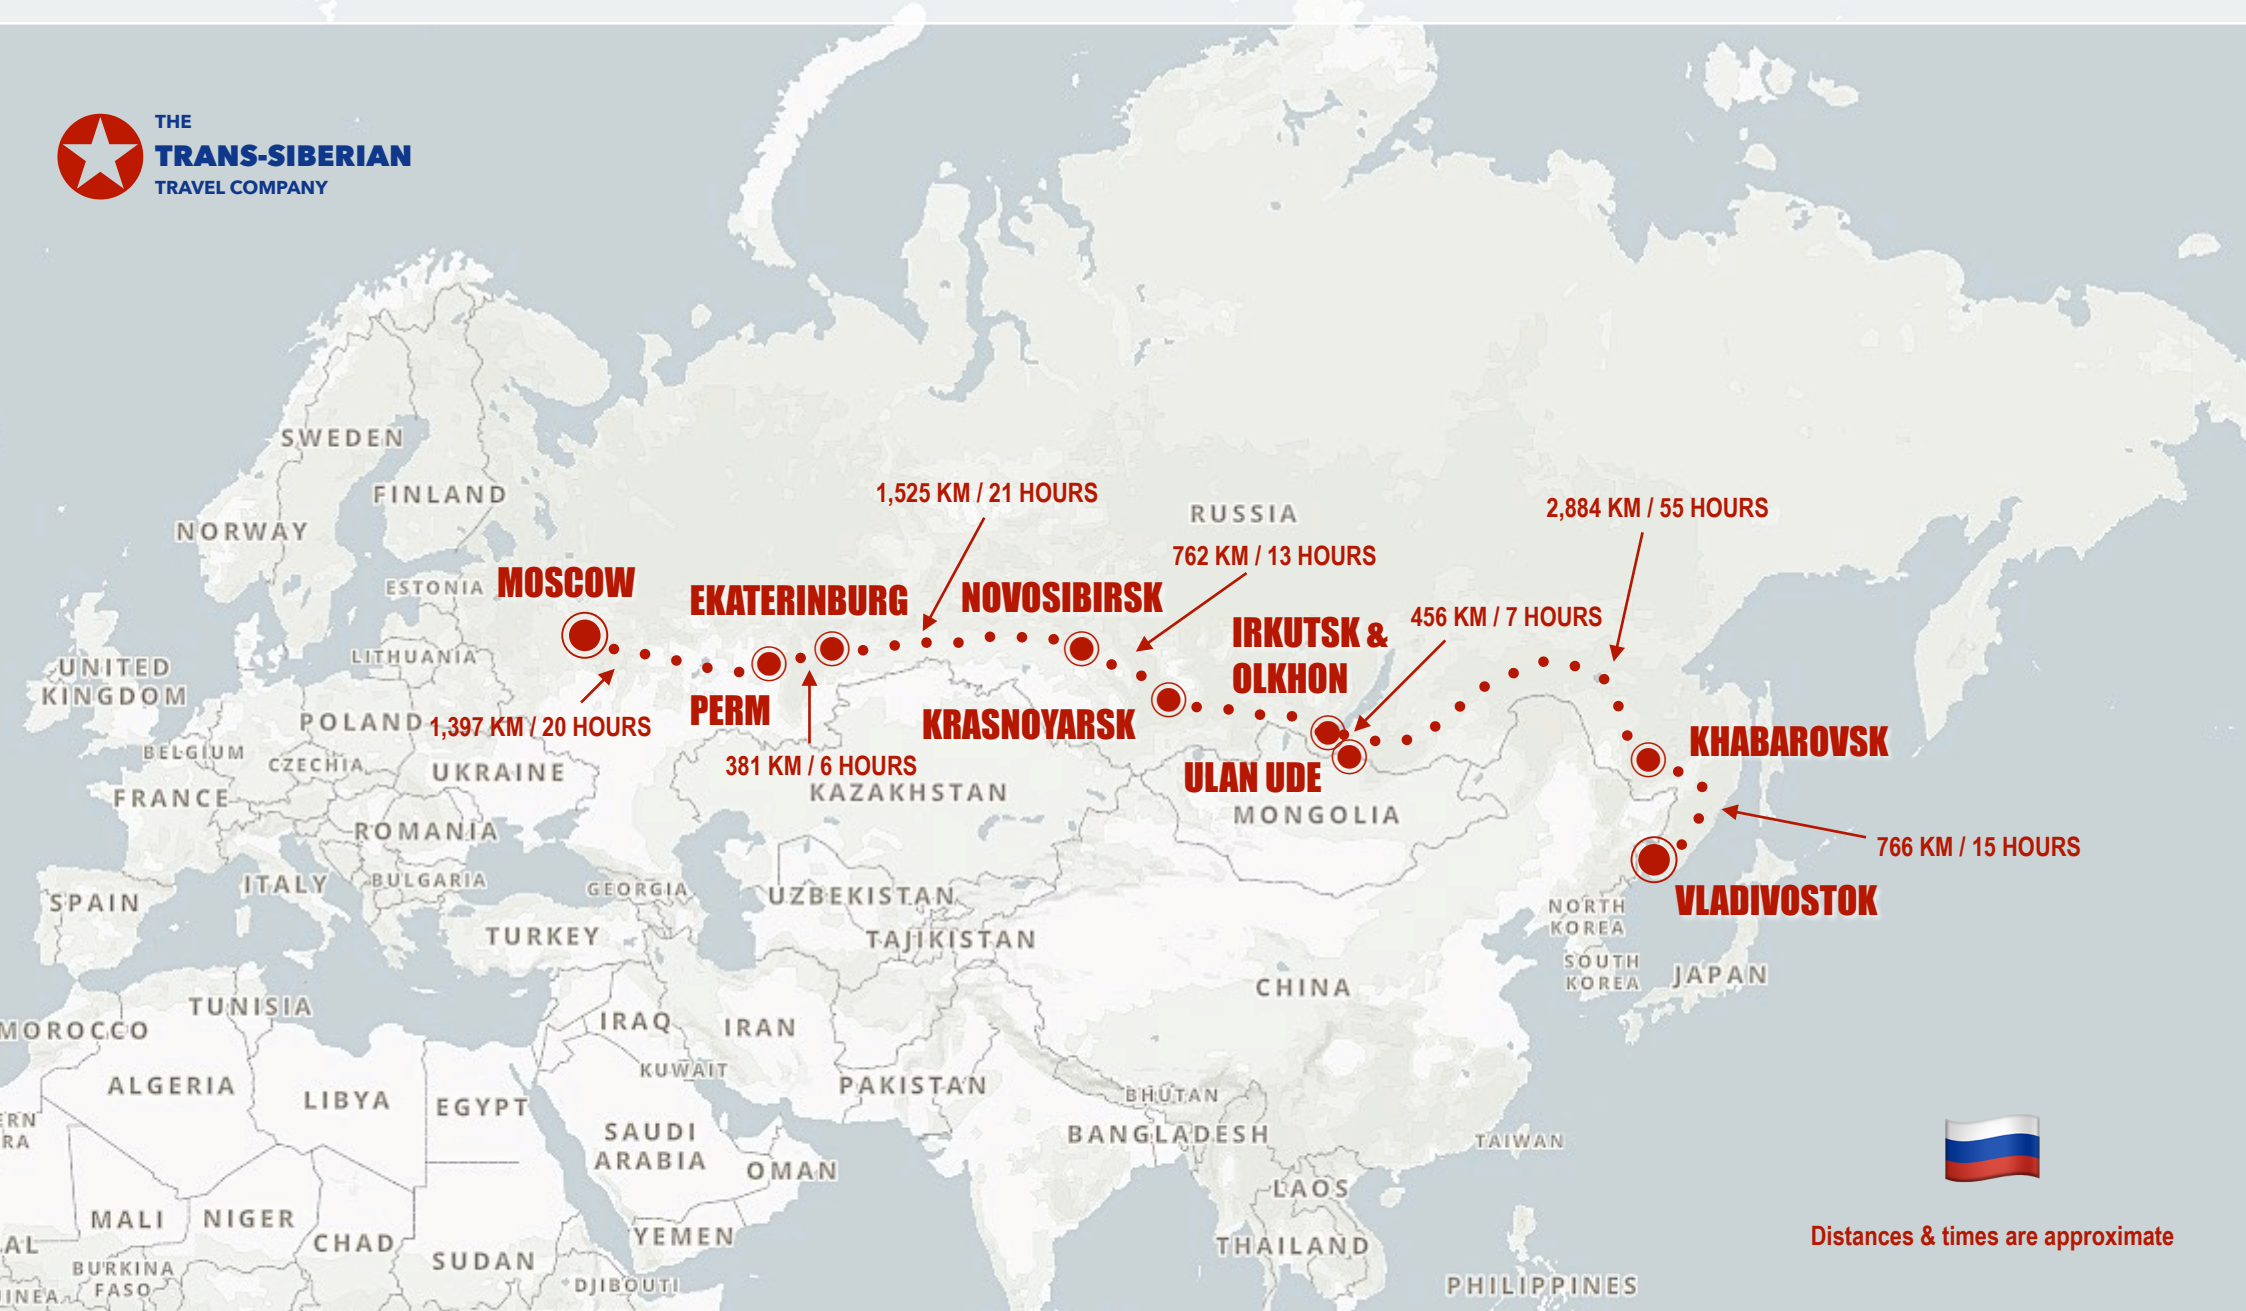 THE
TRANS-SIBERIAN
TRAVEL COMPANY
SWEDEN
FINLAND
NORWAY
1,525 KM / 21 HOURS
RUSSIA
2,884 KM / 55 HOURS
762 KM / 13 HOURS
ESTONIA
MOSCOW
EKATERINBURG
NOVOSIBIRSK
IRKUTSK &
OLKHON
456 KM / 7 HOURS
LITHUANIA
UNITED
KINGDOM
POLAND
1,397 KM / 20 HOURS
PERM
KRASNOYARSK
KHABAROVSK
BELGIUM
CZECHIA
UKRAINE
381 KM / 6 HOURS
ULAN UDE
FRANCE
KAZAKHSTAN
MONGOLIA
ROMANIA
766 KM / 15 HOURS
ITALY
BULGARIA
GEORGIA
UZBEKISTAN
SPAIN
VLADIVOSTOK
NORTH
KOREA
TURKEY
TAJIKISTAN
SOUTH
KOREA
JAPAN
CHINA
TUNISIA
MOROCCO
IRAQ
IRAN
KUWAIT
ALGERIA
LIBYA
EGYPT
PAKISTAN
BHUTAN
ERN
RA
SAUDI
ARABIA
BANGLADESH
TAIWAN
OMAN
LAOS
MALI
NIGER
CHAD
YEMEN
AL
SUDAN
THAILAND
Distances & times are approximate
BURKINA
FASO
INEA
DJIBOUTI
PHILIPPINES